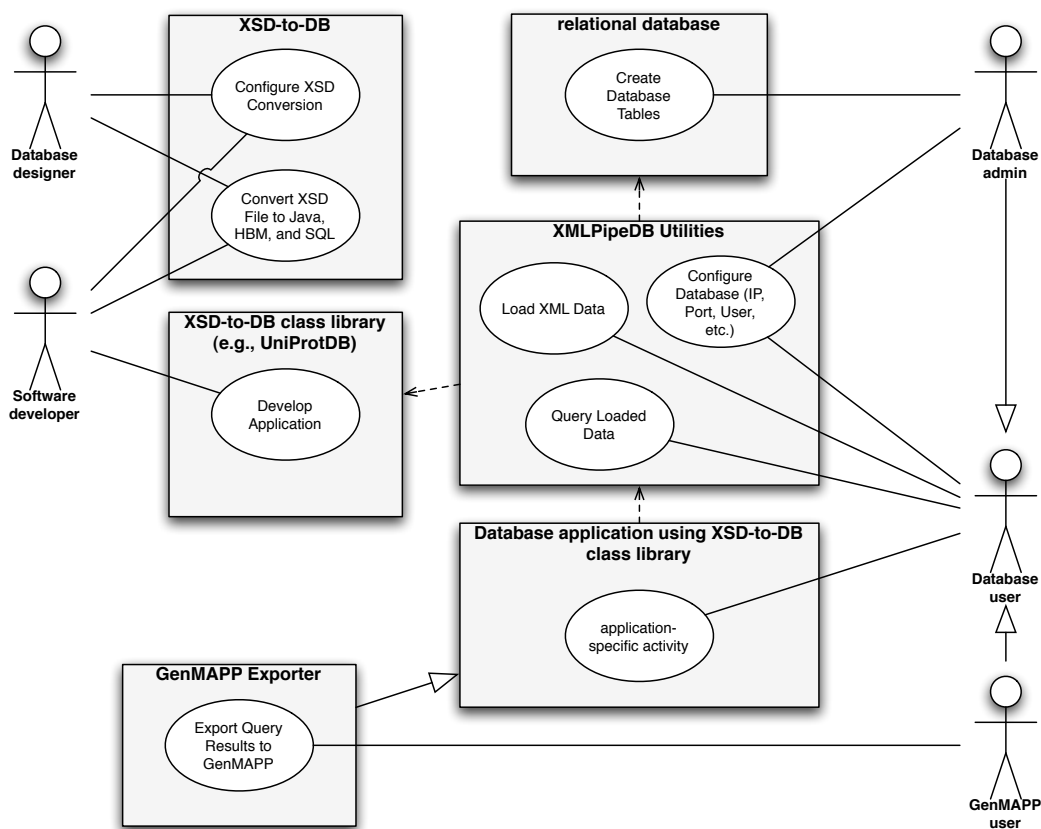 XSD-to-DB
Configure XSD
Conversion
Convert XSD
File to Java,
HBM, and SQL
relational database
Create
Database
Tables
Database
designer
Database
admin
XMLPipeDB Utilities
Load XML Data
Configure
Database (IP,
Port, User,
etc.)
Query Loaded
Data
XSD-to-DB class library
(e.g., UniProtDB)
Develop
Application
Software
developer
Database application using XSD-to-DB
class library
application-
specific activity
Database
user
GenMAPP Exporter
Export Query
Results to
GenMAPP
GenMAPP
user